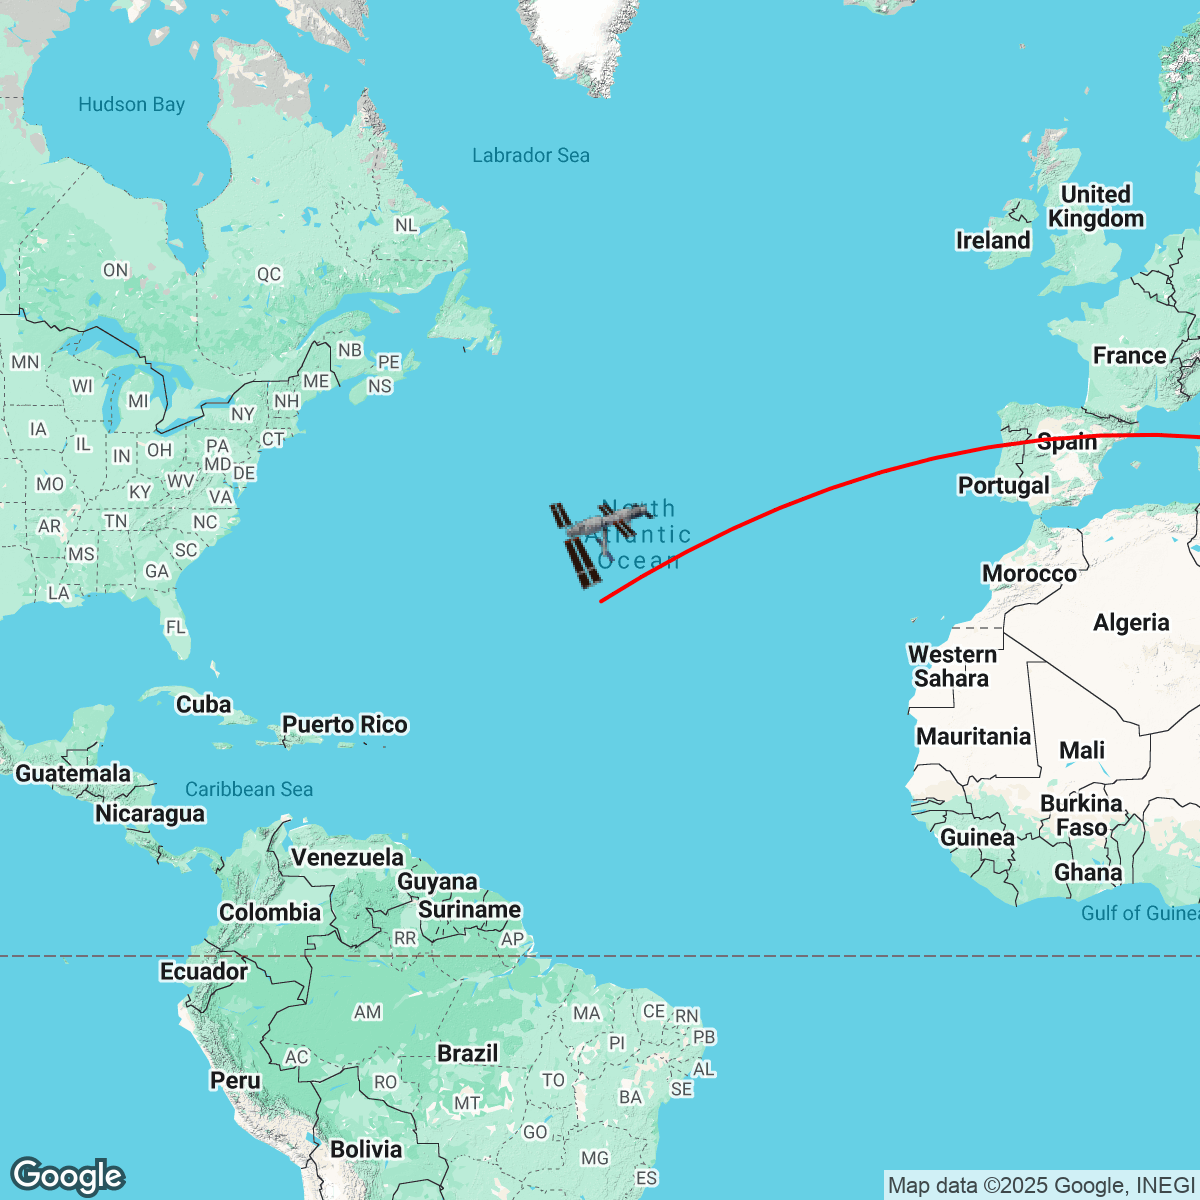 Hudson Bay
Labrador Sea
United
Kingdom
Ireland
NL
ON
QC
NB
PE
MN
WI
ME
NS
France
MI
NH
NY
IA
IL
OH
PA
CT
Spain
IN
MD
DE
MO
WV
KY
VA
Portugal
AR
TN
NC
North
Atlantic
Ocean
MS
SC
GA
Morocco
LA
FL
Algeria
Western
Sahara
Cuba
Puerto Rico
Mauritania
Mali
Guatemala
Caribbean Sea
Nicaragua
Burkina
Faso
Guinea
Venezuela
Ghana
Guyana
Suriname
Colombia
Gulf of Guinea
RR
AP
Ecuador
AM
MA
CE
RN
PB
PI
AC
Brazil
AL
Peru
RO
TO
SE
MT
BA
GO
Bolivia
MG
ES
Google
Map data ©2025 Google, INEGI